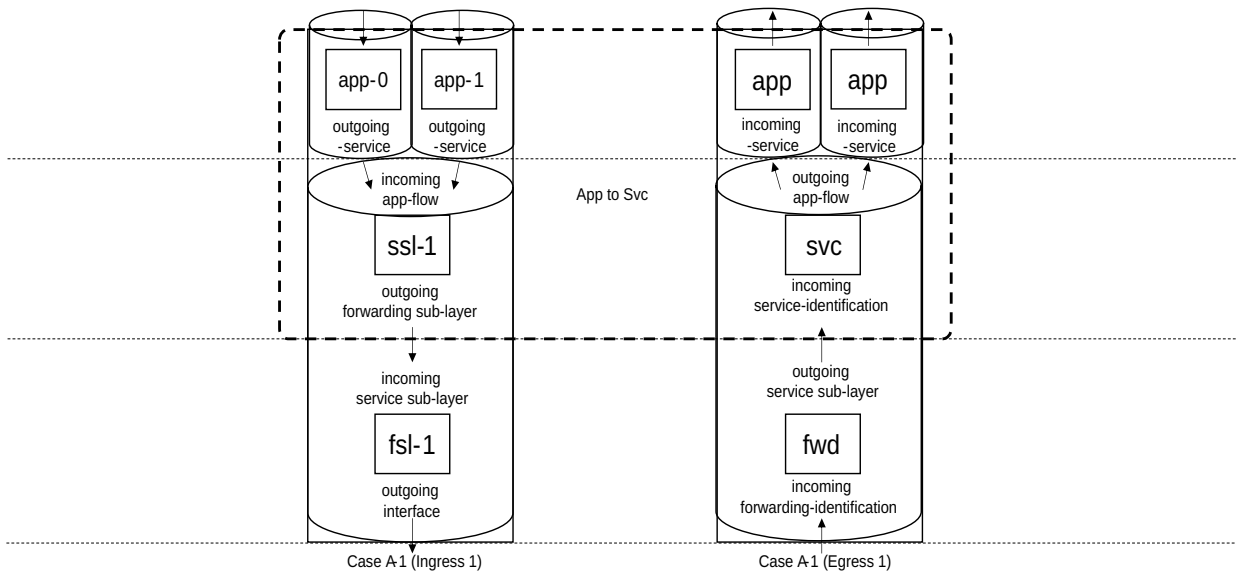 app-0
app-1
outgoing
-service
outgoing
-service
app
app
incoming
-service
incoming
-service
incoming
app-flow
App to Svc
outgoing
app-flow
ssl-1
svc
outgoing
forwarding sub-layer
incoming
service-identification
incoming
service sub-layer
outgoing
service sub-layer
fsl-1
fwd
outgoing
interface
incoming
forwarding-identification
Case A-1 (Ingress 1)
Case A-1 (Egress 1)